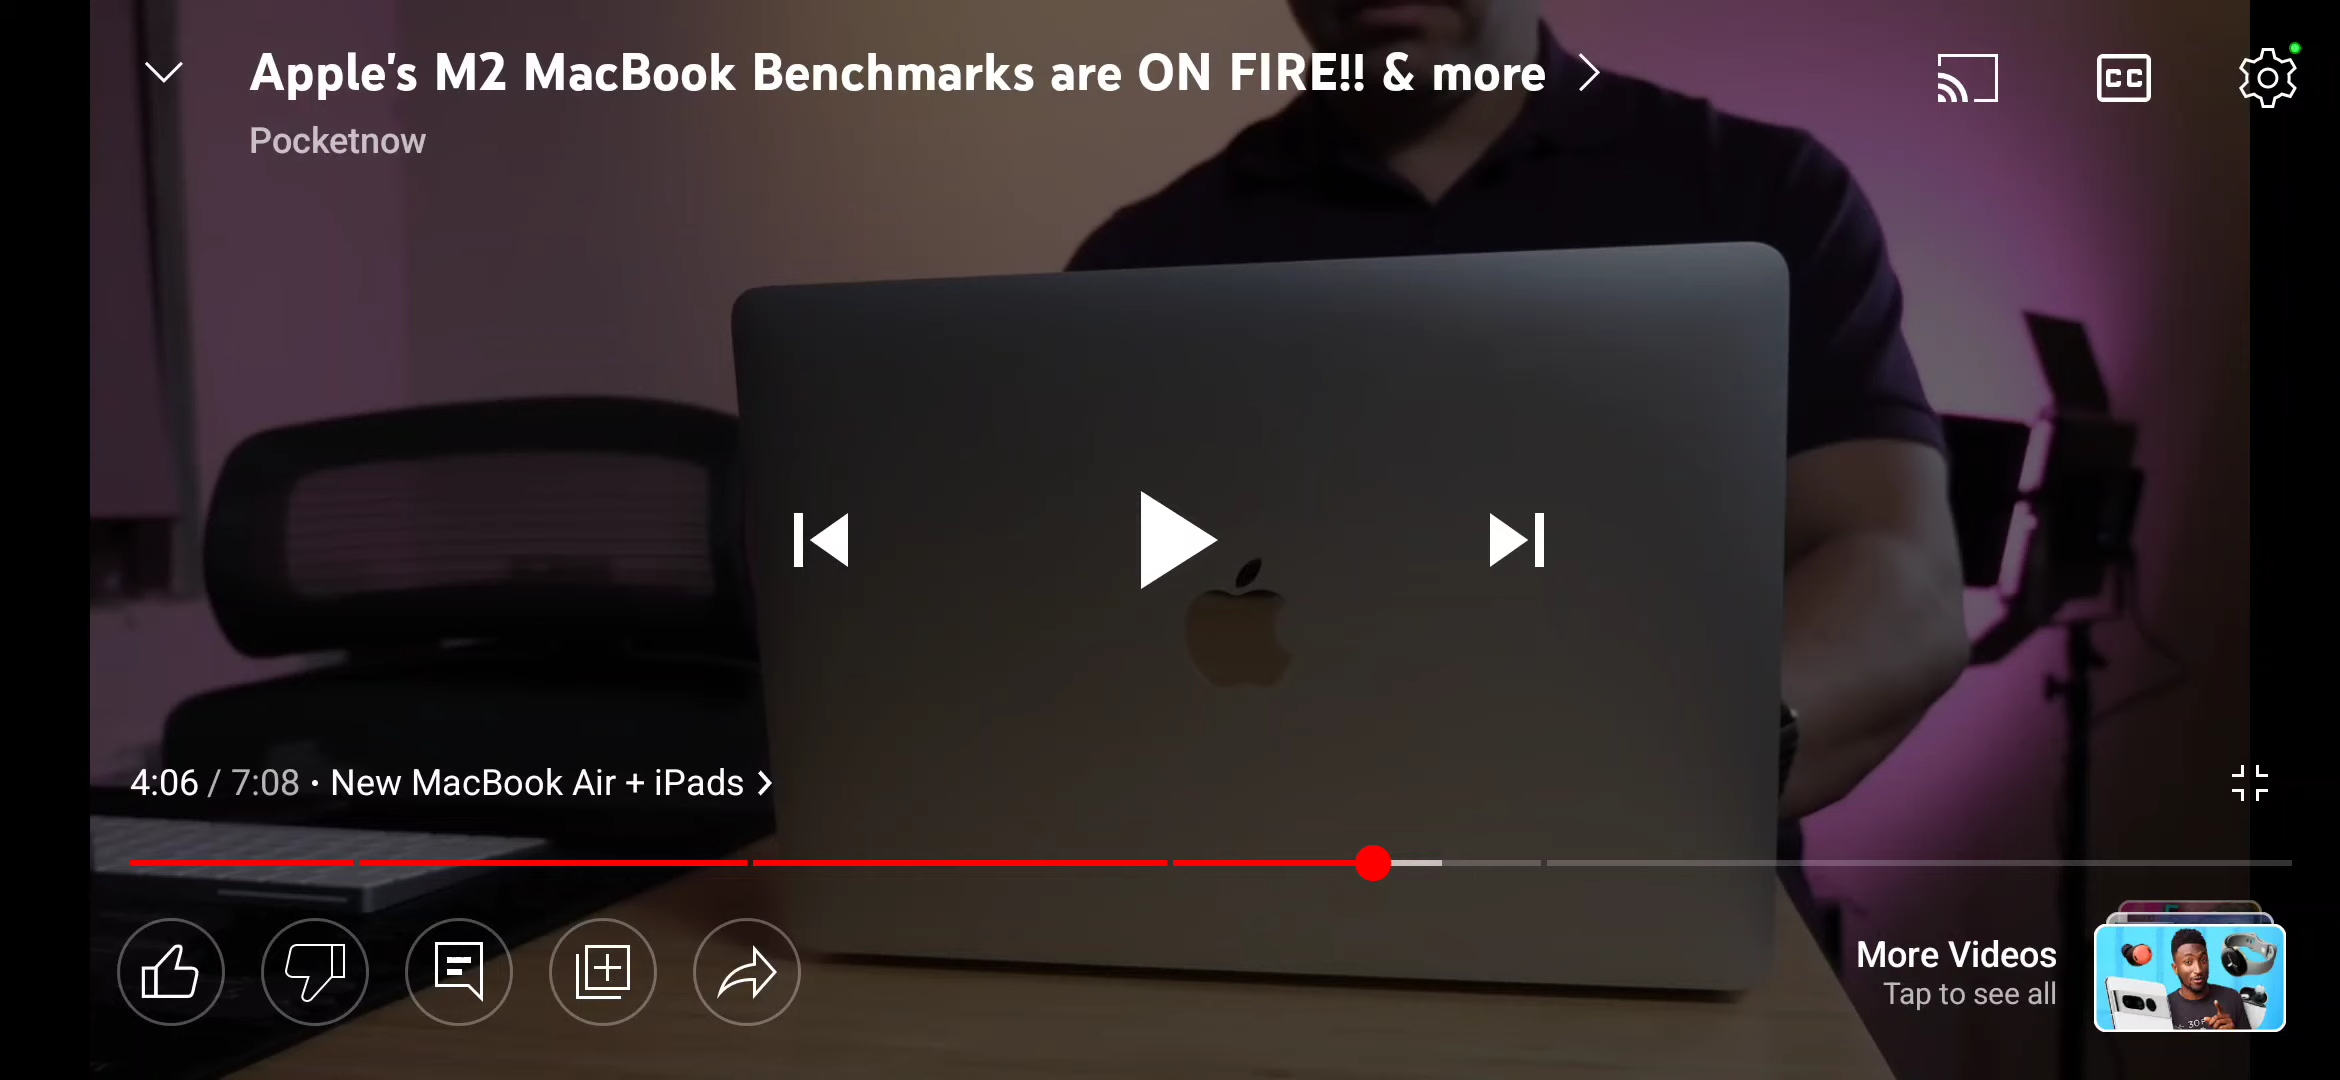 Apple's M2 MacBook Benchmarks are ON FIRE!! & more
Pocketnow
CC
4:06 / 7:08 · New MacBook Air + iPads
More Videos
Tap to see all